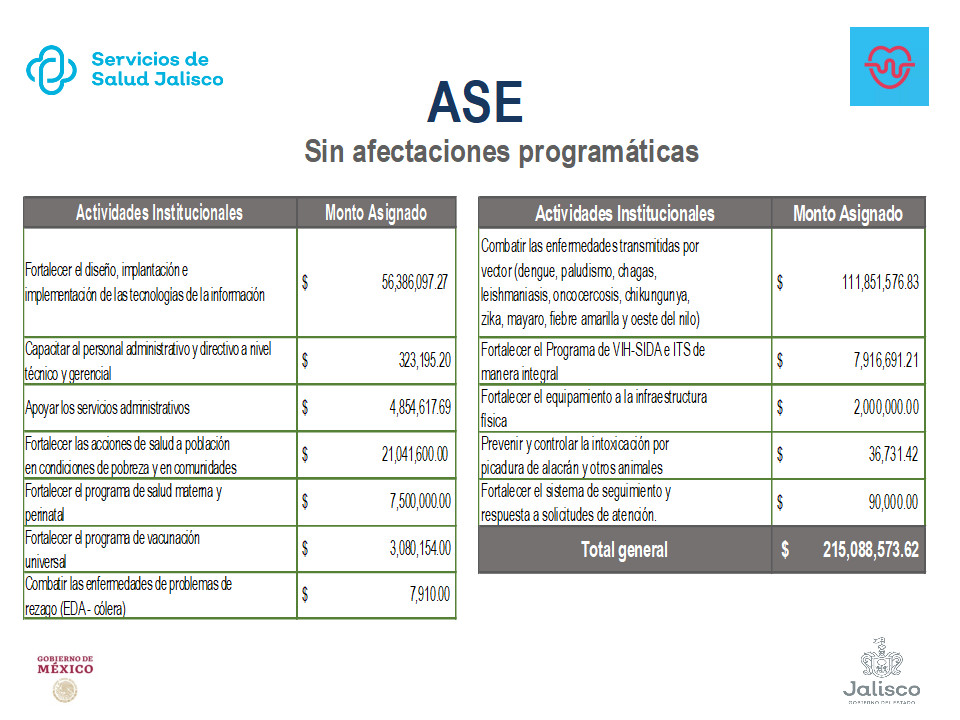 Servicios de
Salud Jalisco
ASE
Sin afectaciones programáticas
Actividades Institucionales Monto Asignado
Fortalecer el diseño, implantación e
implementación de las tecnologías de la información $ 56,386,097.27
Capacitar al personal administrativo y directivo a nivel
técnico y gerencial $ 323,195.20
Apoyar los servicios administrativos $ 4,854,617.69
Fortalecer las acciones de salud a población
en condiciones de pobreza y en comunidades $ 21,041,600.00
Fortalecer el programa de salud materna y
perinatal $ 7,500,000.00
Fortalecer el programa de vacunación
universal $ 3,080,154.00
Combatir las enfermedades de problemas de
rezago (EDA - cólera) $ 7,910.00
Actividades Institucionales Monto Asignado
Combatir las enfermedades transmitidas por
vector (dengue, paludismo, chagas,
leishmaniasis, oncocercosis, chikungunya,
zika, mayaro, fiebre amarilla y oeste del nilo) $ 111,851,576.83
Fortalecer el Programa de VIH-SIDA e ITS de
manera integral $ 7,916,691.21
Fortalecer el equipamiento a la infraestructura
física $ 2,000,000.00
Prevenir y controlar la intoxicación por
picadura de alacrán y otros animales $ 36,731.42
Fortalecer el sistema de seguimiento y
respuesta a solicitudes de atención. $ 90,000.00
Total general $ 215,088,573.62
GOBIERNO DE
MÉXICO
Jalisco
GOBIERNO DEL ESTADO